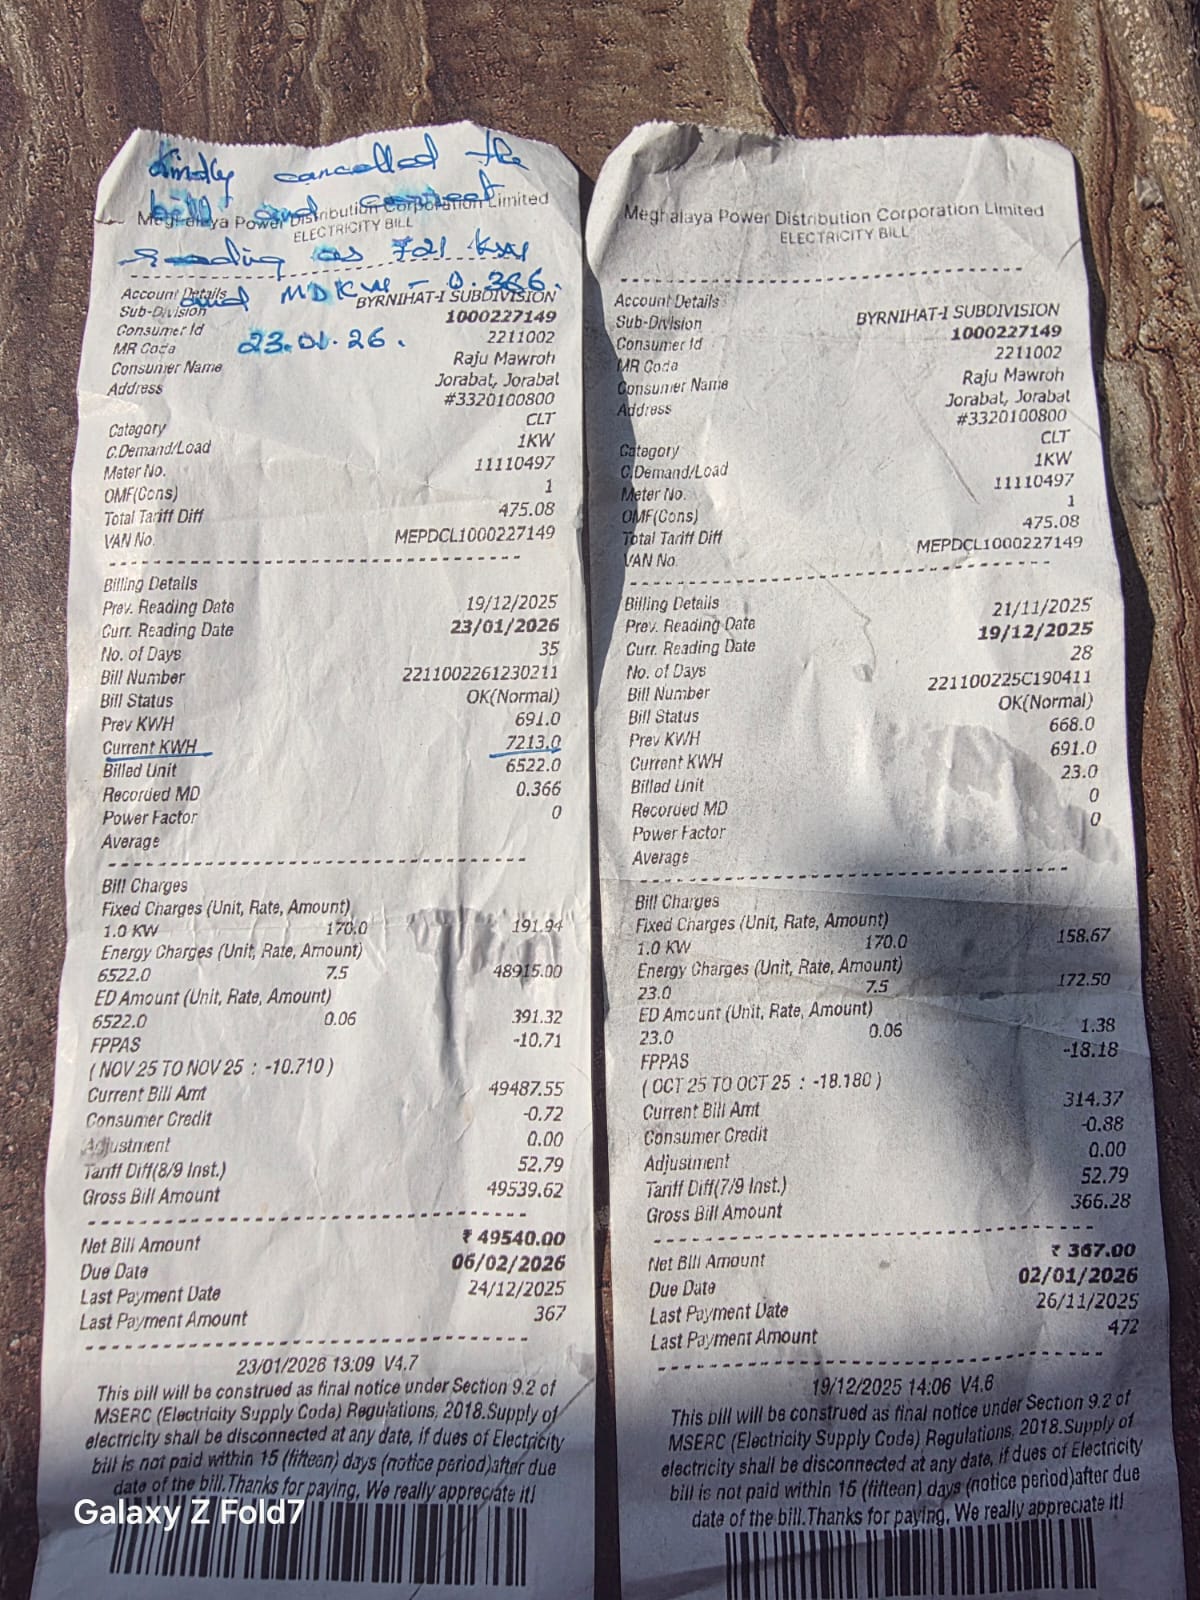 Kindly cancelled the
bill and correct
reading as 721 KWH
and MDKW - 0.366.
23.01.26.
Meghalaya Power Distribution Corporation Limited
ELECTRICITY BILL
Account Details
Sub-Division BYRNIHAT-I SUBDIVISION
Consumer Id 1000227149
MR Code 2211002
Consumer Name Raju Mawroh
Address Jorabat, Jorabat
#3320100800
Category CLT
C.Demand/Load 1KW
Meter No. 11110497
OMF(Cons) 1
Total Tariff Diff 475.08
VAN No. MEPDCL1000227149
Billing Details
Prev. Reading Date 19/12/2025
Curr. Reading Date 23/01/2026
No. of Days 35
Bill Number 2211002261230211
Bill Status OK(Normal)
Prev KWH 691.0
Current KWH 7213.0
Billed Unit 6522.0
Recorded MD 0.366
Power Factor 0
Average
Bill Charges
Fixed Charges (Unit, Rate, Amount)
1.0 KW 170.0 191.94
Energy Charges (Unit, Rate, Amount)
6522.0 7.5 48915.00
ED Amount (Unit, Rate, Amount)
6522.0 0.06 391.32
FPPAS -10.71
( NOV 25 TO NOV 25 : -10.710 )
Current Bill Amt 49487.55
Consumer Credit -0.72
Adjustment 0.00
Tariff Diff(8/9 Inst.) 52.79
Gross Bill Amount 49539.62
Net Bill Amount ₹ 49540.00
Due Date 06/02/2026
Last Payment Date 24/12/2025
Last Payment Amount 367
23/01/2026 13:09 V4.7
This bill will be construed as final notice under Section 9.2 of
MSERC (Electricity Supply Code) Regulations, 2018.Supply of
electricity shall be disconnected at any date, if dues of Electricity
bill is not paid within 15 (fifteen) days (notice period)after due
date of the bill.Thanks for paying, We really appreciate it!
Meghalaya Power Distribution Corporation Limited
ELECTRICITY BILL
Account Details
Sub-Division BYRNIHAT-I SUBDIVISION
Consumer Id 1000227149
MR Code 2211002
Consumer Name Raju Mawroh
Address Jorabat, Jorabat
#3320100800
Category CLT
C.Demand/Load 1KW
Meter No. 11110497
OMF(Cons) 1
Total Tariff Diff 475.08
VAN No. MEPDCL1000227149
Billing Details
Prev. Reading Date 21/11/2025
Curr. Reading Date 19/12/2025
No. of Days 28
Bill Number 221100225C190411
Bill Status OK(Normal)
Prev KWH 668.0
Current KWH 691.0
Billed Unit 23.0
Recorded MD 0
Power Factor 0
Average
Bill Charges
Fixed Charges (Unit, Rate, Amount)
1.0 KW 170.0 158.67
Energy Charges (Unit, Rate, Amount)
23.0 7.5 172.50
ED Amount (Unit, Rate, Amount)
23.0 0.06 1.38
FPPAS -18.18
( OCT 25 TO OCT 25 : -18.180 )
Current Bill Amt 314.37
Consumer Credit -0.88
Adjustment 0.00
Tariff Diff(7/9 Inst.) 52.79
Gross Bill Amount 366.28
Net Bill Amount ₹ 367.00
Due Date 02/01/2026
Last Payment Date 26/11/2025
Last Payment Amount 472
19/12/2025 14:06 V4.6
This bill will be construed as final notice under Section 9.2 of
MSERC (Electricity Supply Code) Regulations, 2018.Supply of
electricity shall be disconnected at any date, if dues of Electricity
bill is not paid within 15 (fifteen) days (notice period)after due
date of the bill.Thanks for paying, We really appreciate it!
Galaxy Z Fold7